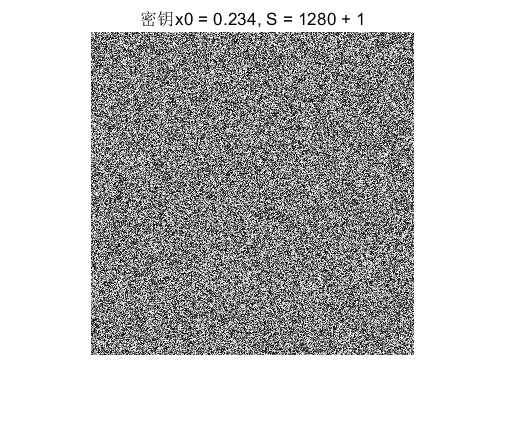 密钥x0 = 0.234, S = 1280 + 1